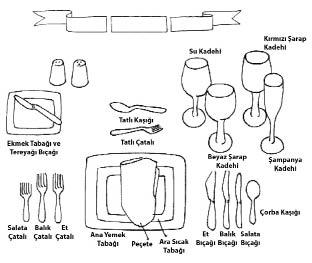 Su Kadehi
Kırmızı Şarap
Kadehi
Tatlı Kaşığı
Tatlı Çatalı
Ekmek Tabağı ve
Tereyağı Bıçağı
Beyaz Şarap
Kadehi
Şampanya
Kadehi
Salata
Çatalı
Balık
Çatalı
Et
Çatalı
Ana Yemek
Tabağı
Peçete
Ara Sıcak
Tabağı
Et
Bıçağı
Balık
Bıçağı
Salata
Bıçağı
Çorba Kaşığı